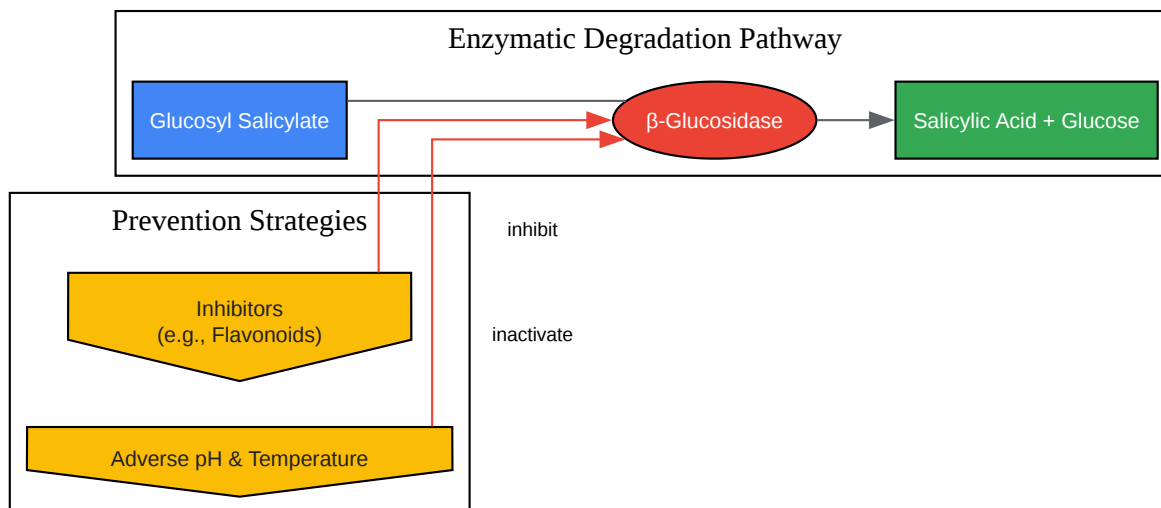 Enzymatic Degradation Pathway
Glucosyl Salicylate
β-Glucosidase
Salicylic Acid + Glucose
Prevention Strategies
inhibit
Inhibitors
(e.g., Flavonoids)
inactivate
Adverse pH & Temperature